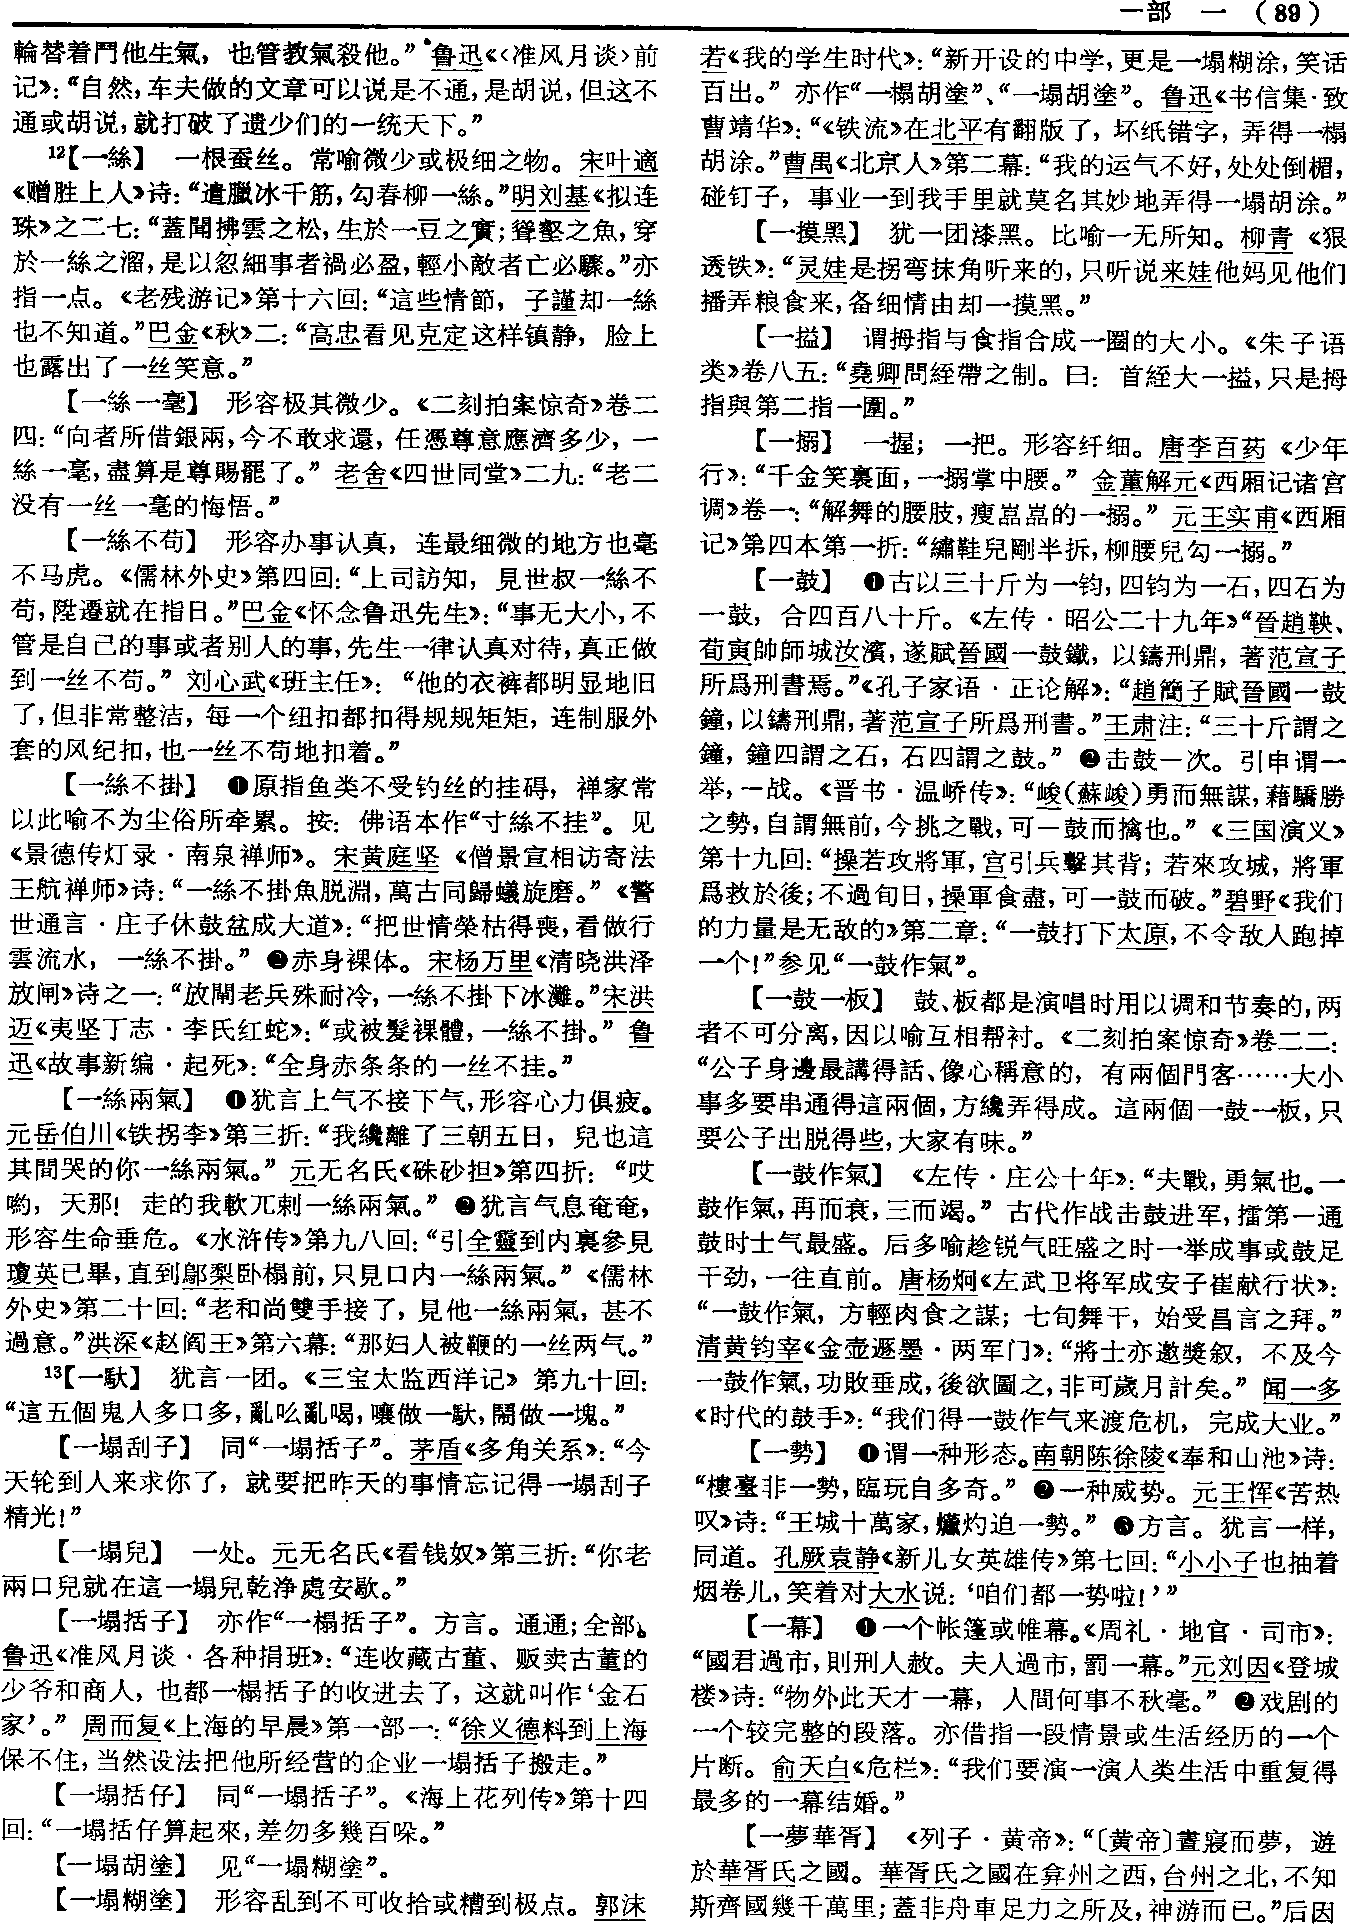 一部　一　（89）
輪替着鬥他生氣，也管教氣殺他。”鲁迅《〈准风月谈〉前
记》：“自然，车夫做的文章可以说是不通，是胡说，但这不
通或胡说，就打破了遗少们的一统天下。”
12【一絲】　一根蚕丝。常喻微少或极细之物。宋叶適
《赠胜上人》诗：“遣臘冰千筋，勾春柳一絲。”明刘基《拟连
珠》之二七：“蓋聞拂雲之松，生於一豆之實；聳壑之魚，穿
於一絲之溜，是以忽細事者禍必盈，輕小敵者亡必驟。”亦
指一点。《老残游记》第十六回：“這些情節，子謹却一絲
也不知道。”巴金《秋》二：“高忠看见克定这样镇静，脸上
也露出了一丝笑意。”
【一絲一毫】　形容极其微少。《二刻拍案惊奇》卷二
四：“向者所借銀兩，今不敢求還，任憑尊意應濟多少，一
絲一毫，盡算是尊賜罷了。”老舍《四世同堂》二九：“老二
没有一丝一毫的悔悟。”
【一絲不苟】　形容办事认真，连最细微的地方也毫
不马虎。《儒林外史》第四回：“上司訪知，見世叔一絲不
苟，陞遷就在指日。”巴金《怀念鲁迅先生》：“事无大小，不
管是自己的事或者别人的事，先生一律认真对待，真正做
到一丝不苟。”刘心武《班主任》：“他的衣裤都明显地旧
了，但非常整洁，每一个纽扣都扣得规规矩矩，连制服外
套的风纪扣，也一丝不苟地扣着。”
【一絲不掛】　❶原指鱼类不受钓丝的挂碍，禅家常
以此喻不为尘俗所牵累。按：佛语本作“寸絲不挂”。见
《景德传灯录·南泉禅师》。宋黄庭坚《僧景宣相访寄法
王航禅师》诗：“一絲不掛魚脱淵，萬古同歸蟻旋磨。”《警
世通言·庄子休鼓盆成大道》：“把世情榮枯得喪，看做行
雲流水，一絲不掛。”❷赤身裸体。宋杨万里《清晓洪泽
放闸》诗之一：“放閘老兵殊耐冷，一絲不掛下冰灘。”宋洪
迈《夷坚丁志·李氏红蛇》：“或被髮裸體，一絲不掛。”鲁
迅《故事新编·起死》：“全身赤条条的一丝不挂。”
【一絲兩氣】　❶犹言上气不接下气，形容心力俱疲。
元岳伯川《铁拐李》第三折：“我纔離了三朝五日，兒也這
其間哭的你一絲兩氣。”元无名氏《硃砂担》第四折：“哎
喲，天那！走的我軟兀剌一絲兩氣。”❷犹言气息奄奄，
形容生命垂危。《水浒传》第九八回：“引全靈到内裏參見
瓊英已畢，直到鄔梨卧榻前，只見口内一絲兩氣。”《儒林
外史》第二十回：“老和尚雙手接了，見他一絲兩氣，甚不
過意。”洪深《赵阎王》第六幕：“那妇人被鞭的一丝两气。”
13【一馱】　犹言一团。《三宝太监西洋记》第九十回：
“這五個鬼人多口多，亂吆亂喝，嚷做一馱，鬧做一塊。”
【一塌刮子】　同“一塌括子”。茅盾《多角关系》：“今
天轮到人来求你了，就要把昨天的事情忘记得一塌刮子
精光！”
【一塌兒】　一处。元无名氏《看钱奴》第三折：“你老
兩口兒就在這一塌兒乾净處安歇。”
【一塌括子】　亦作“一榻括子”。方言。通通；全部。
鲁迅《准风月谈·各种捐班》：“连收藏古董、贩卖古董的
少爷和商人，也都一榻括子的收进去了，这就叫作‘金石
家’。”周而复《上海的早晨》第一部一：“徐义德料到上海
保不住，当然设法把他所经营的企业一塌括子搬走。”
【一塌括仔】　同“一塌括子”。《海上花列传》第十四
回：“一塌括仔算起來，差勿多幾百哚。”
【一塌胡塗】　见“一塌糊塗”。
【一塌糊塗】　形容乱到不可收拾或糟到极点。郭沫
若《我的学生时代》：“新开设的中学，更是一塌糊涂，笑话
百出。”亦作“一榻胡塗”、“一塌胡塗”。鲁迅《书信集·致
曹靖华》：“《铁流》在北平有翻版了，坏纸错字，弄得一榻
胡涂。”曹禺《北京人》第二幕：“我的运气不好，处处倒楣，
碰钉子，事业一到我手里就莫名其妙地弄得一塌胡涂。”
【一摸黑】　犹一团漆黑。比喻一无所知。柳青《狠
透铁》：“灵娃是拐弯抹角听来的，只听说来娃他妈见他们
播弄粮食来，备细情由却一摸黑。”
【一搤】　谓拇指与食指合成一圈的大小。《朱子语
类》卷八五：“堯卿問絰帶之制。曰：首絰大一搤，只是拇
指與第二指一圍。”
【一搦】　一握；一把。形容纤细。唐李百药《少年
行》：“千金笑裏面，一搦掌中腰。”金董解元《西厢记诸宫
调》卷一：“解舞的腰肢，瘦嵓嵓的一搦。”元王实甫《西厢
记》第四本第一折：“繡鞋兒剛半拆，柳腰兒勾一搦。”
【一鼓】　❶古以三十斤为一钧，四钧为一石，四石为
一鼓，合四百八十斤。《左传·昭公二十九年》“晉趙鞅、
荀寅帥師城汝濱，遂賦晉國一鼓鐵，以鑄刑鼎，著范宣子
所爲刑書焉。”《孔子家语·正论解》：“趙簡子賦晉國一鼓
鐘，以鑄刑鼎，著范宣子所爲刑書。”王肃注：“三十斤謂之
鐘，鐘四謂之石，石四謂之鼓。”❷击鼓一次。引申谓一
举，一战。《晋书·温峤传》：“峻（蘇峻）勇而無謀，藉驕勝
之勢，自謂無前，今挑之戰，可一鼓而擒也。”《三国演义》
第十九回：“操若攻將軍，宫引兵擊其背；若來攻城，將軍
爲救於後；不過旬日，操軍食盡，可一鼓而破。”碧野《我们
的力量是无敌的》第二章：“一鼓打下太原，不令敌人跑掉
一个！”参见“一鼓作氣”。
【一鼓一板】　鼓、板都是演唱时用以调和节奏的，两
者不可分离，因以喻互相帮衬。《二刻拍案惊奇》卷二二：
“公子身邊最講得話、像心稱意的，有兩個門客……大小
事多要串通得這兩個，方纔弄得成。這兩個一鼓一板，只
要公子出脱得些，大家有味。”
【一鼓作氣】　《左传·庄公十年》：“夫戰，勇氣也。一
鼓作氣，再而衰，三而竭。”古代作战击鼓进军，擂第一通
鼓时士气最盛。后多喻趁锐气旺盛之时一举成事或鼓足
干劲，一往直前。唐杨炯《左武卫将军成安子崔献行状》：
“一鼓作氣，方輕肉食之謀；七旬舞干，始受昌言之拜。”
清黄钧宰《金壶遯墨·两军门》：“將士亦邀獎叙，不及今
一鼓作氣，功敗垂成，後欲圖之，非可歲月計矣。”闻一多
《时代的鼓手》：“我们得一鼓作气来渡危机，完成大业。”
【一勢】　❶谓一种形态。南朝陈徐陵《奉和山池》诗：
“樓臺非一勢，臨玩自多奇。”❷一种威势。元王恽《苦热
叹》诗：“王城十萬家，爊灼迫一勢。”❸方言。犹言一样，
同道。孔厥袁静《新儿女英雄传》第七回：“小小子也抽着
烟卷儿，笑着对大水说：‘咱们都一势啦！’”
【一幕】　❶一个帐篷或帷幕。《周礼·地官·司市》：
“國君過市，則刑人赦。夫人過市，罰一幕。”元刘因《登城
楼》诗：“物外此天才一幕，人間何事不秋毫。”❷戏剧的
一个较完整的段落。亦借指一段情景或生活经历的一个
片断。俞天白《危栏》：“我们要演一演人类生活中重复得
最多的一幕结婚。”
【一夢華胥】　《列子·黄帝》：“〔黄帝〕晝寢而夢，遊
於華胥氏之國。華胥氏之國在弇州之西，台州之北，不知
斯齊國幾千萬里；蓋非舟車足力之所及，神游而已。”后因